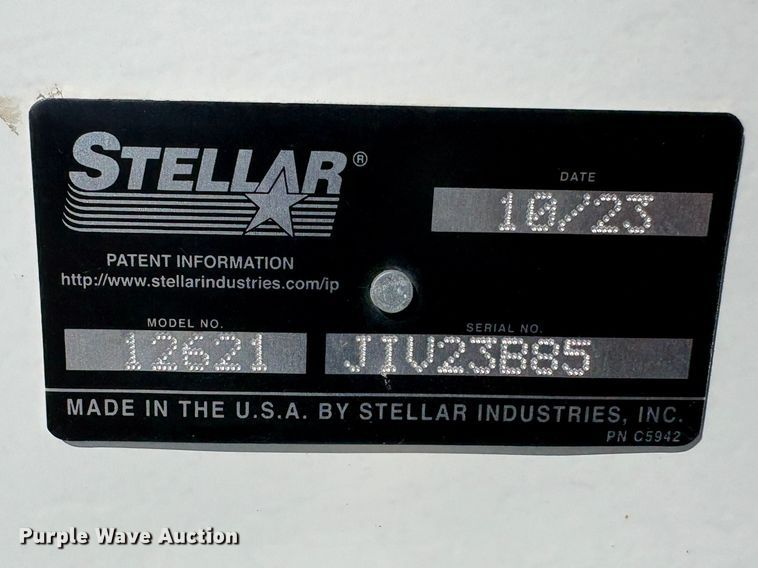 STELLAR®
DATE
10/23
PATENT INFORMATION
http://www.stellarindustries.com/ip
MODEL NO.
12621
SERIAL NO.
JIV23B85
MADE IN THE U.S.A. BY STELLAR INDUSTRIES, INC.
PN C5942
Purple Wave Auction